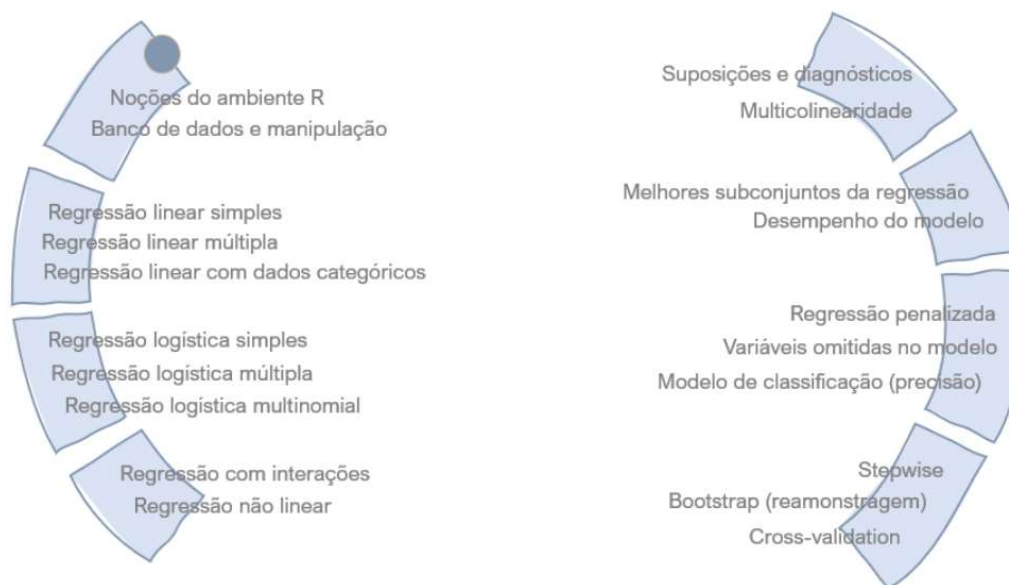 Noções do ambiente R
Banco de dados e manipulação
Regressão linear simples
Regressão linear múltipla
Regressão linear com dados categóricos
Regressão logística simples
Regressão logística múltipla
Regressão logística multinomial
Regressão com interações
Regressão não linear
Suposições e diagnósticos
Multicolinearidade
Melhores subconjuntos da regressão
Desempenho do modelo
Regressão penalizada
Variáveis omitidas no modelo
Modelo de classificação (precisão)
Stepwise
Bootstrap (reamonstragem)
Cross-validation